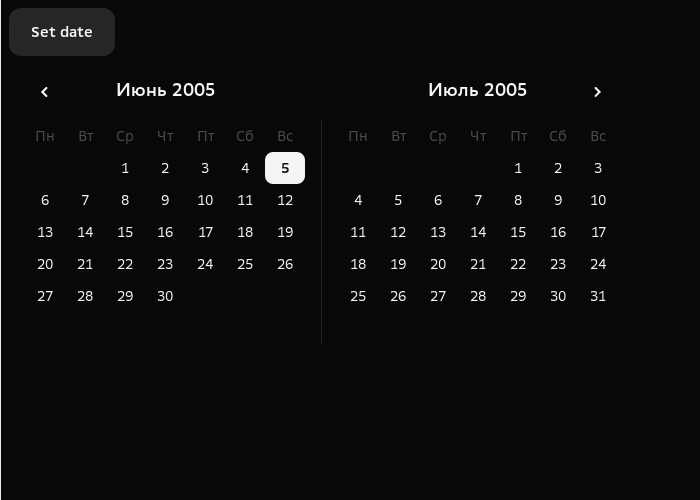 Set date
Июнь 2005
Пн Вт Ср Чт Пт Сб Вс
1 2 3 4 5
6 7 8 9 10 11 12
13 14 15 16 17 18 19
20 21 22 23 24 25 26
27 28 29 30
Июль 2005
Пн Вт Ср Чт Пт Сб Вс
1 2 3
4 5 6 7 8 9 10
11 12 13 14 15 16 17
18 19 20 21 22 23 24
25 26 27 28 29 30 31